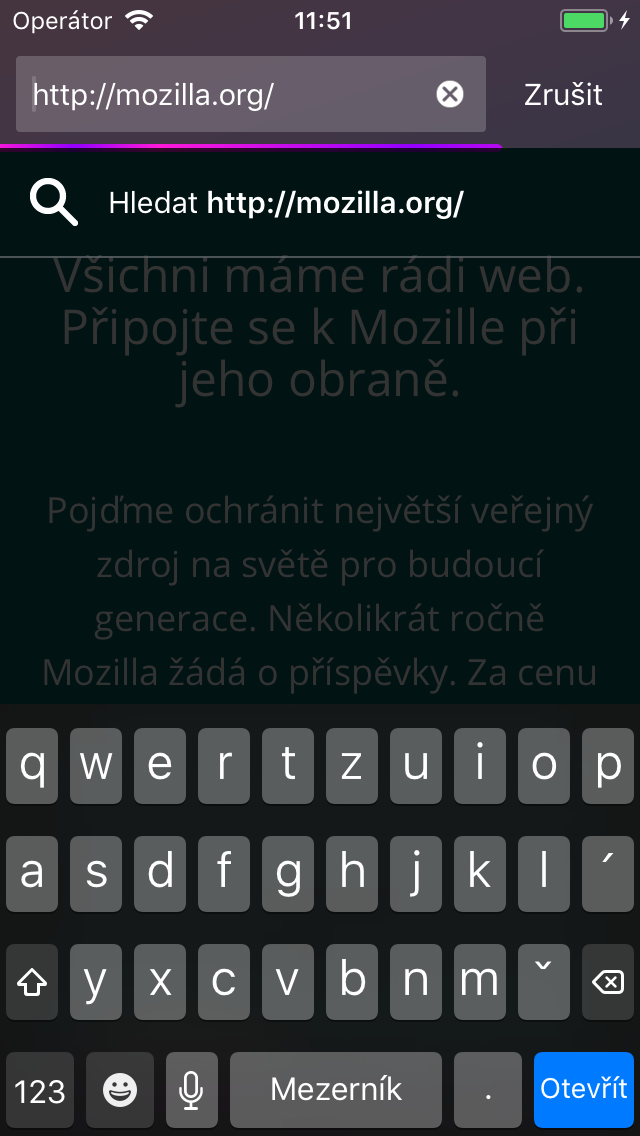 Operátor 11:51
http://mozilla.org/ Zrušit
Hledat http://mozilla.org/
Všichni máme rádi web.
Připojte se k Mozille při
jeho obraně.
Pojďme ochránit největší veřejný
zdroj na světě pro budoucí
generace. Několikrát ročně
Mozilla žádá o příspěvky. Za cenu
q w e r t z u i o p
a s d f g h j k l ´
y x c v b n m ˇ
123 Mezerník . Otevřít